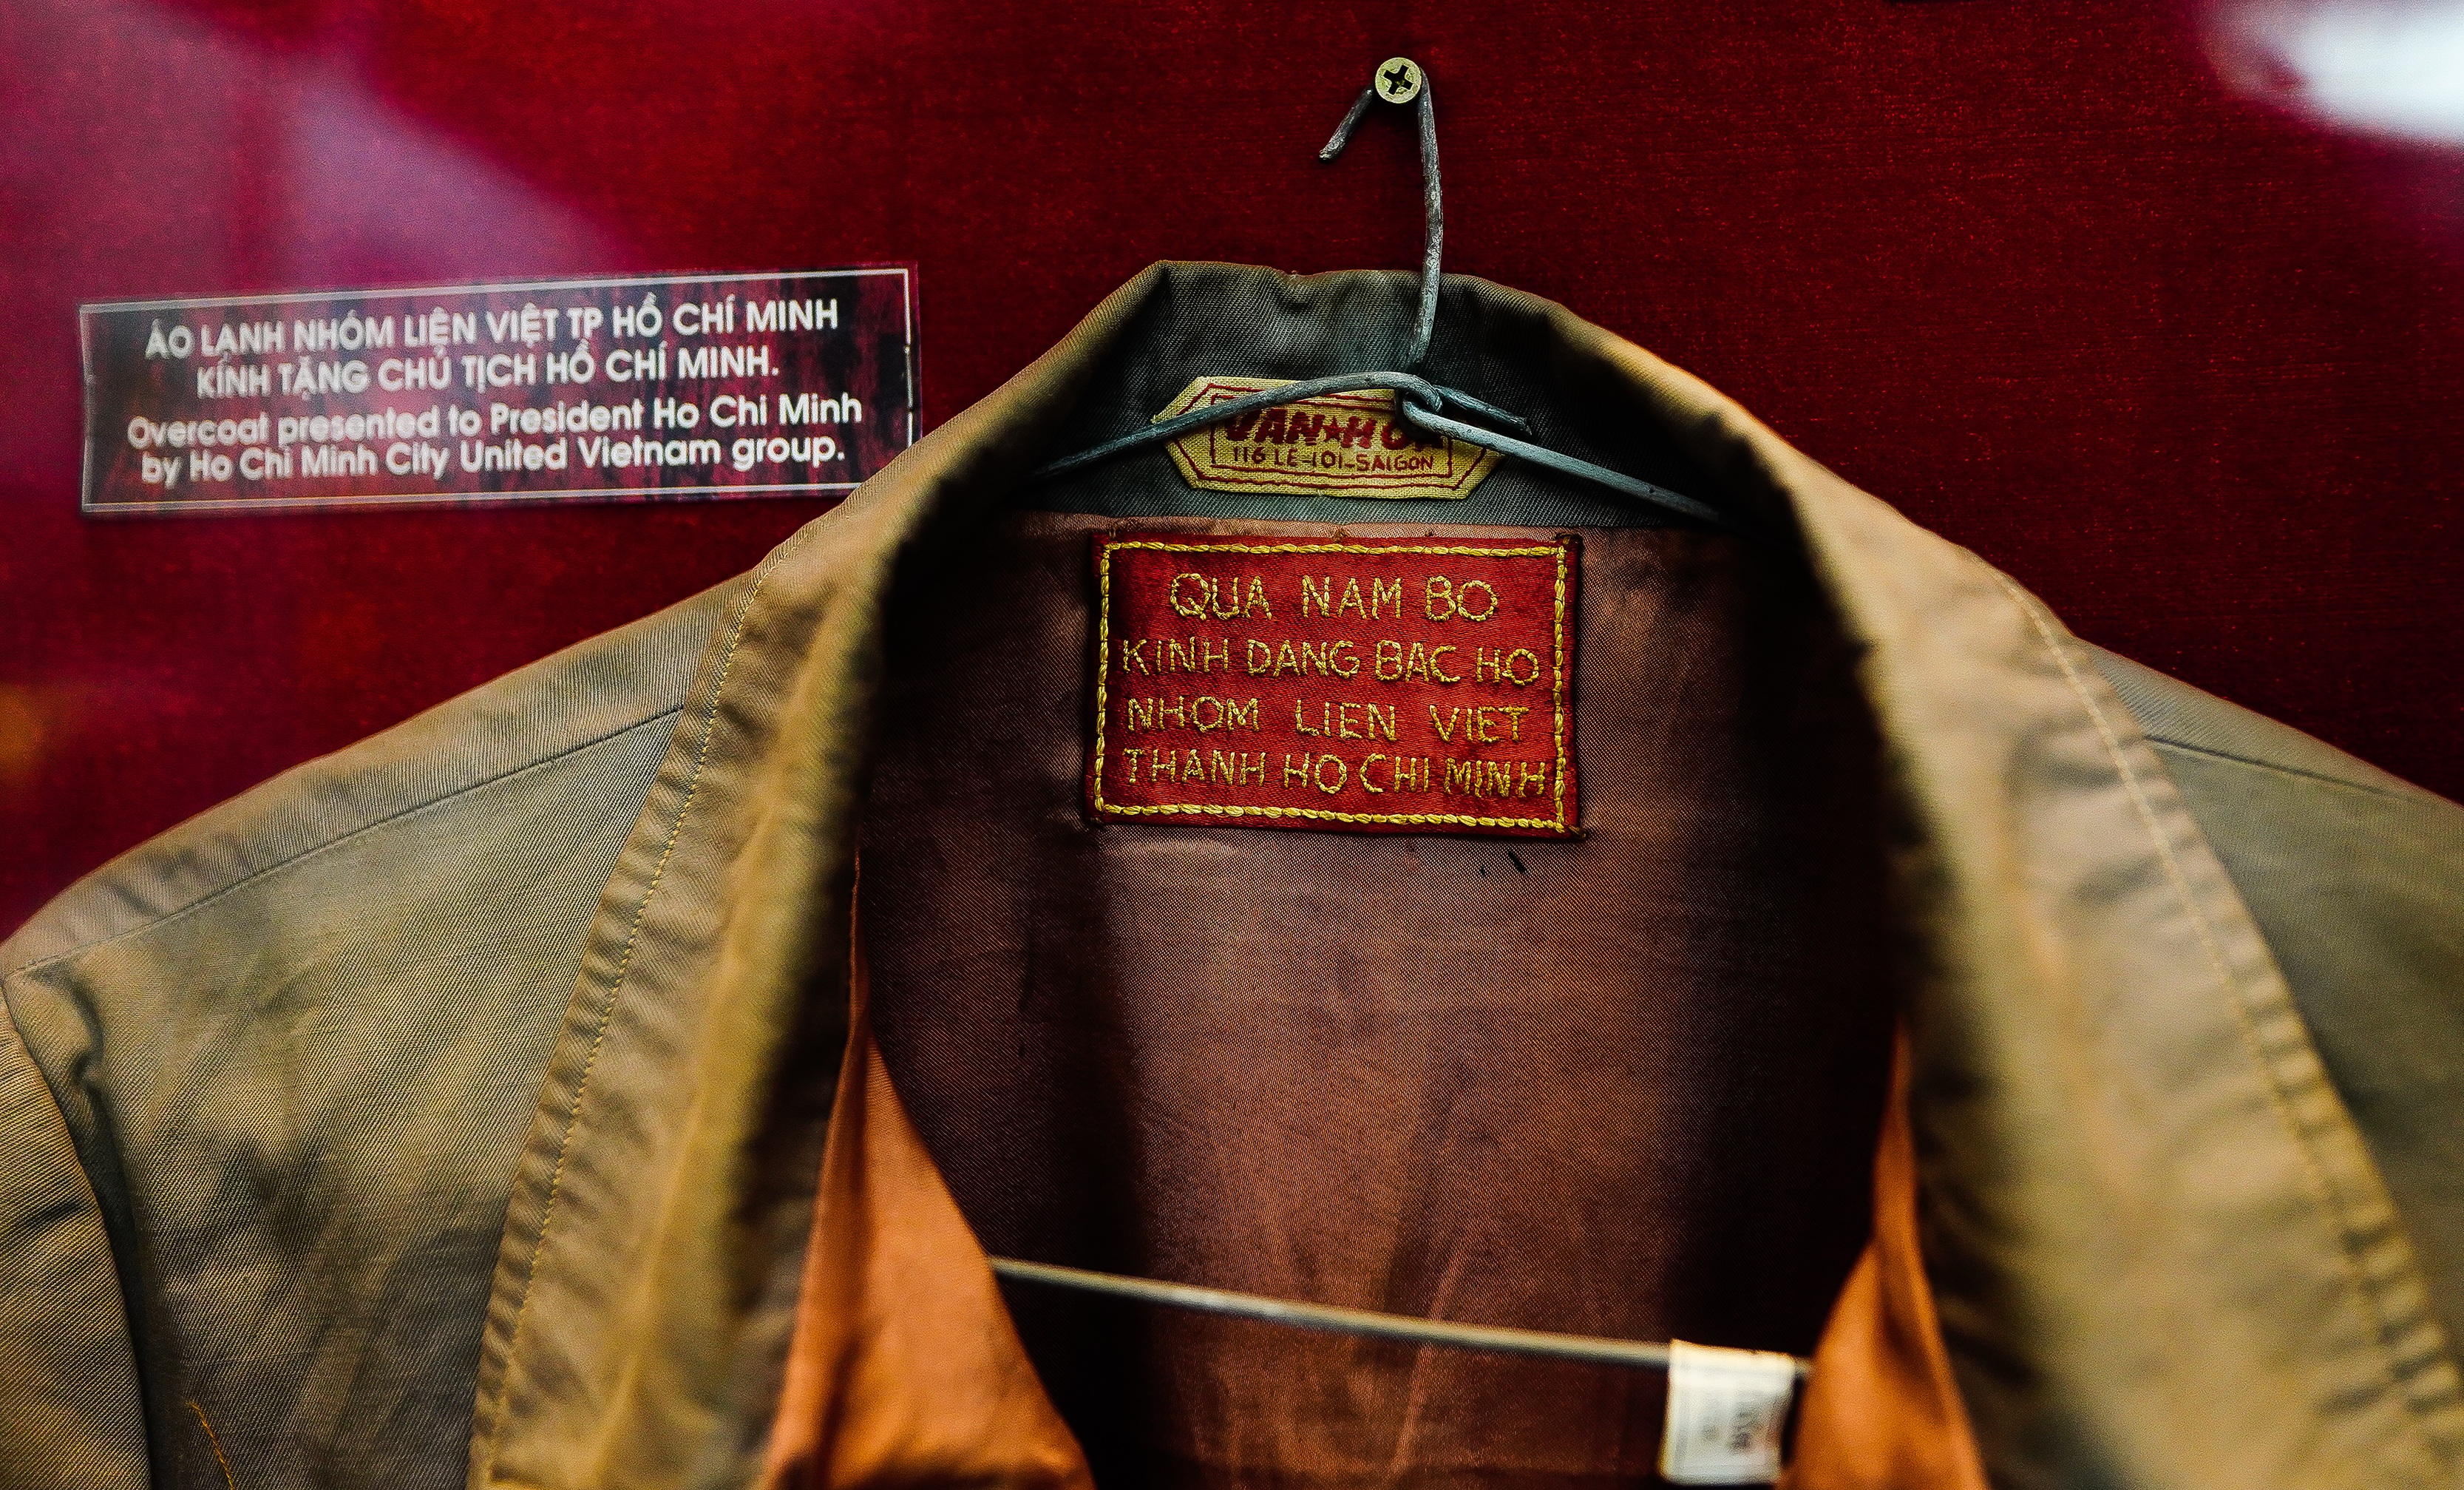 ÁO LẠNH NHÓM LIÊN VIỆT TP HỒ CHÍ MINH
KÍNH TẶNG CHỦ TỊCH HỒ CHÍ MINH.
Overcoat presented to President Ho Chi Minh
by Ho Chi Minh City United Vietnam group.
116 LE-LOI-SAIGON
QUA NAM BO
KINH DANG BAC HO
NHOM LIEN VIET
THANH HO CHI MINH